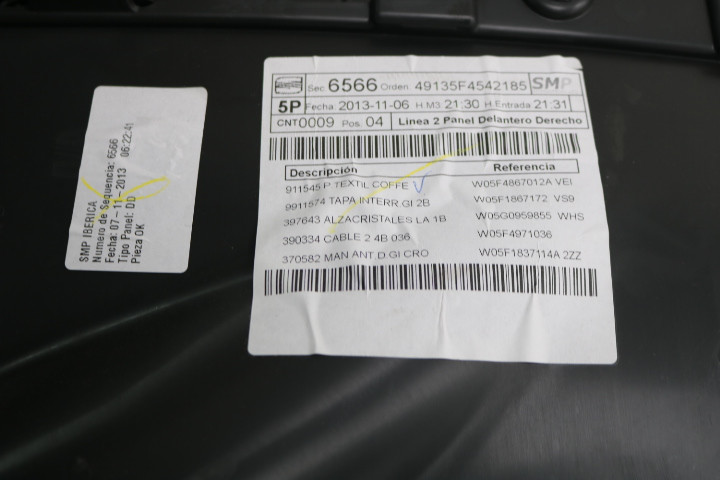 SMP IBERICA
Numero de Sequencia: 6566
Fecha: 07-11-2013 06:22:41
Tipo Panel: DD
Pieza OK
Sec 6566 Orden 49135F4542185 SMP
5P Fecha: 2013-11-06 H.M3. 21:30 H.Entrada 21:31
CNT0009 Pos. 04 Linea 2 Panel Delantero Derecho
Descripción Referencia
911545 P TEXTIL COFFE W05F4867012A VEI
9911574 TAPA INTERR GI 2B W05F1867172 VS9
397643 ALZACRISTALES LA 1B W05G0959855 WHS
390334 CABLE 2 4B 036 W05F4971036
370582 MAN ANT.D.GI CRO W05F1837114A 2ZZ